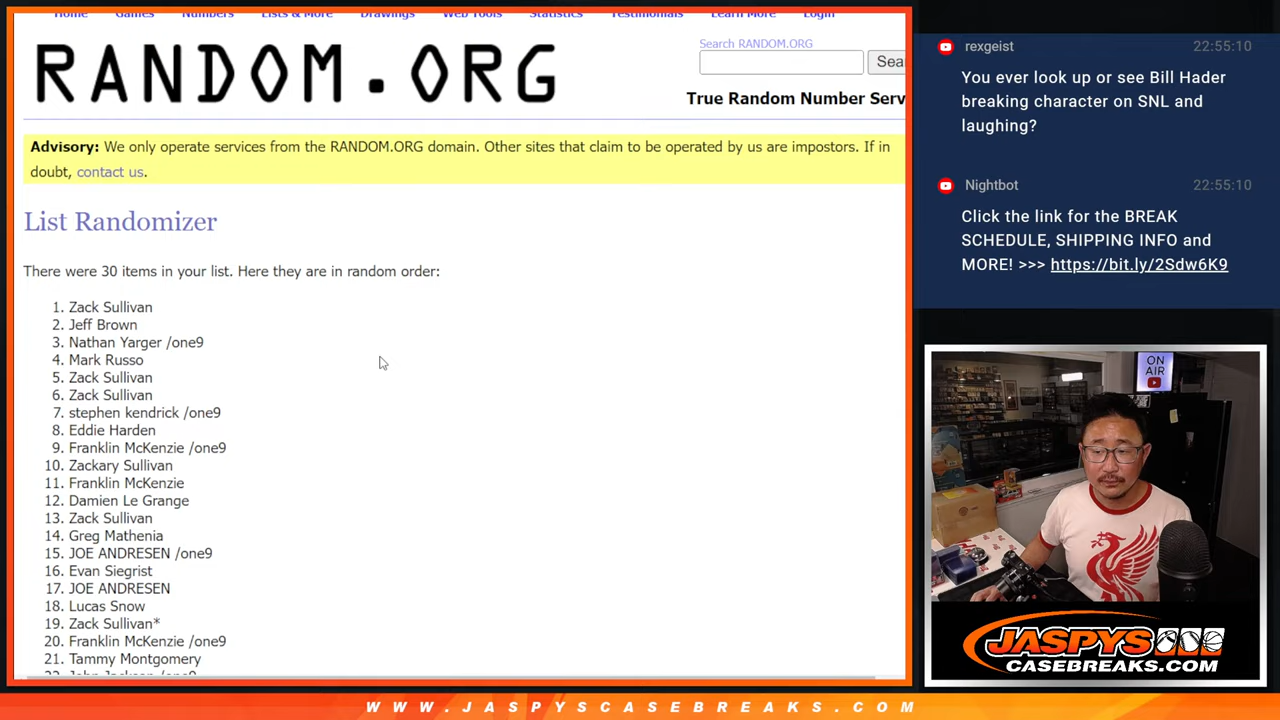 Home Games Numbers Lists & More Drawings Web Tools Statistics Testimonials Learn More Login
RANDOM.ORG
Search RANDOM.ORG
Sea
True Random Number Serv
Advisory: We only operate services from the RANDOM.ORG domain. Other sites that claim to be operated by us are impostors. If in
doubt, contact us.
List Randomizer
There were 30 items in your list. Here they are in random order:
1. Zack Sullivan
2. Jeff Brown
3. Nathan Yarger /one9
4. Mark Russo
5. Zack Sullivan
6. Zack Sullivan
7. stephen kendrick /one9
8. Eddie Harden
9. Franklin McKenzie /one9
10. Zackary Sullivan
11. Franklin McKenzie
12. Damien Le Grange
13. Zack Sullivan
14. Greg Mathenia
15. JOE ANDRESEN /one9
16. Evan Siegrist
17. JOE ANDRESEN
18. Lucas Snow
19. Zack Sullivan*
20. Franklin McKenzie /one9
21. Tammy Montgomery
22. John Jackson /one9
rexgeist 22:55:10
You ever look up or see Bill Hader
breaking character on SNL and
laughing?
Nightbot 22:55:10
Click the link for the BREAK
SCHEDULE, SHIPPING INFO and
MORE! >>> https://bit.ly/2Sdw6K9
ON
AIR
JASPYS
CASEBREAKS.COM
WWW.JASPYSCASEBREAKS.COM